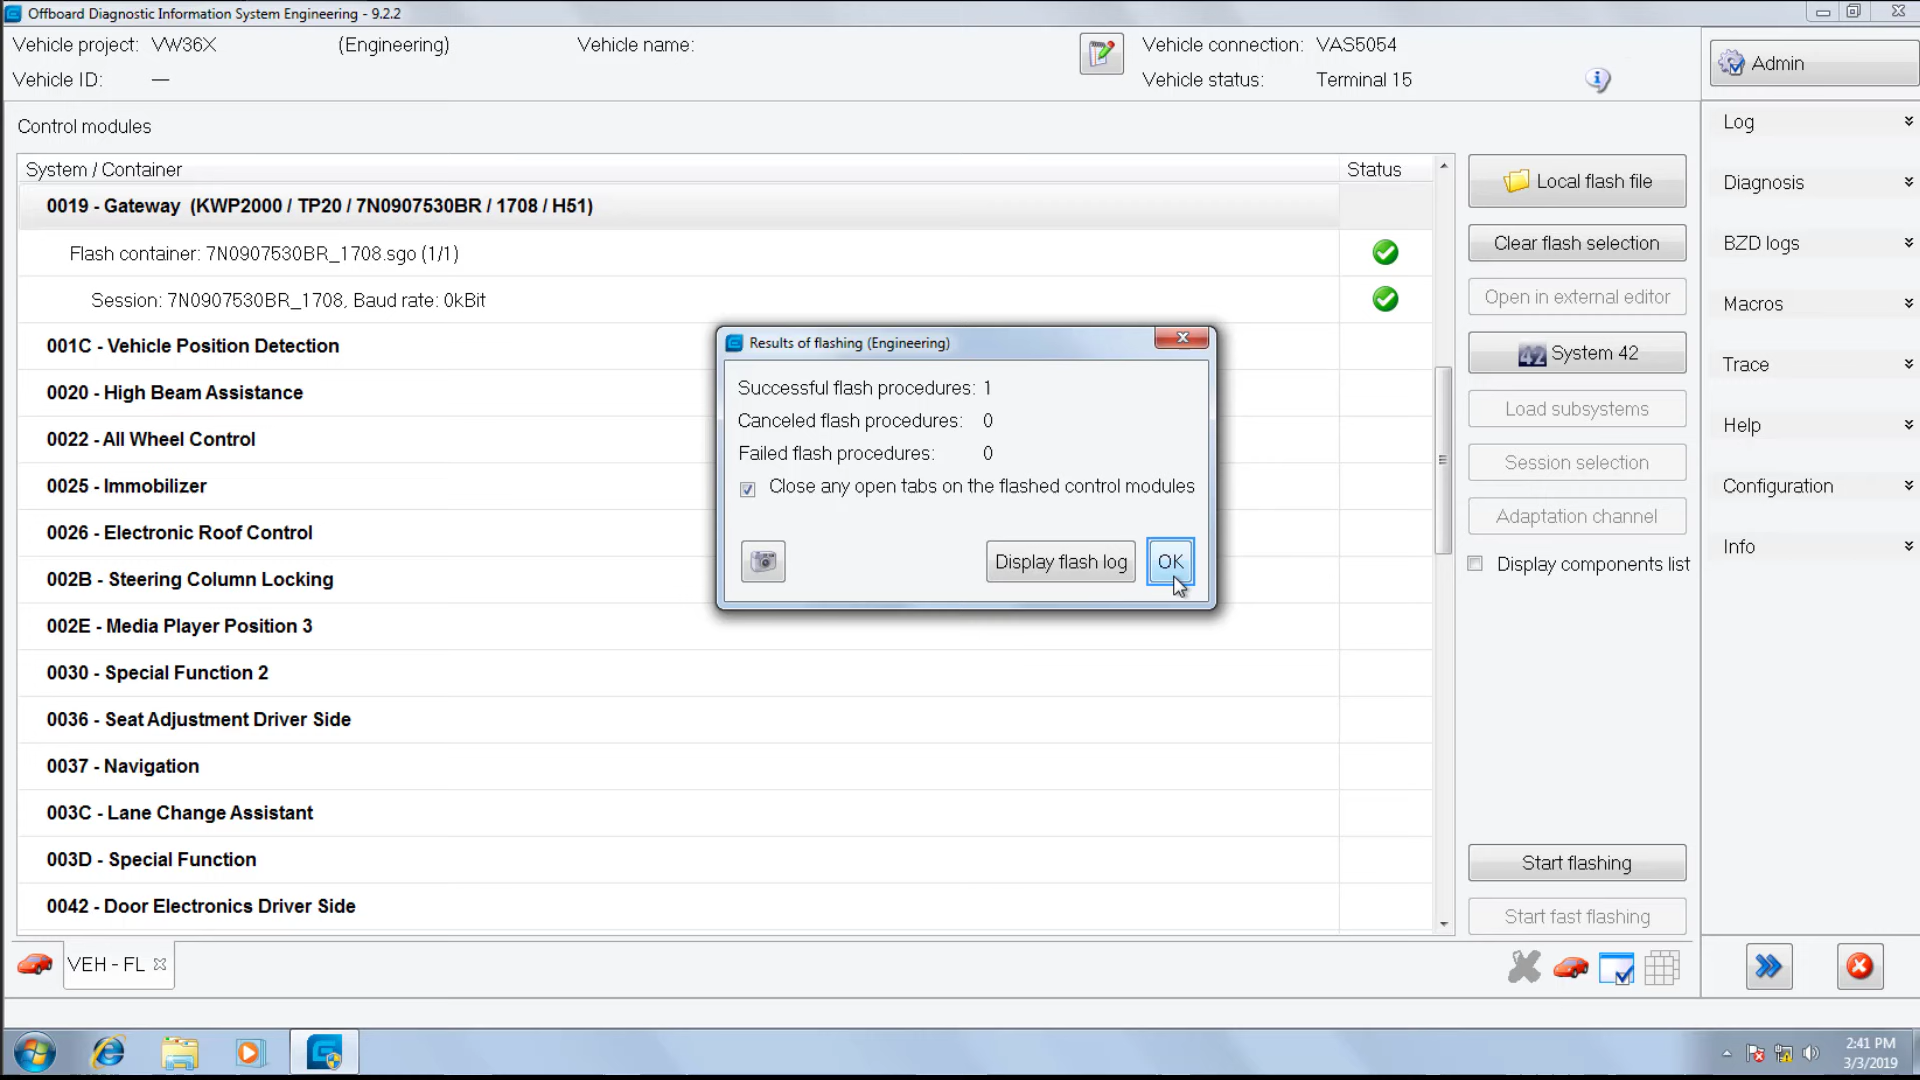 Offboard Diagnostic Information System Engineering - 9.2.2
Vehicle project: VW36X (Engineering) Vehicle name:
Vehicle ID: —
Vehicle connection: VAS5054
Vehicle status: Terminal 15
Admin
Control modules
System / Container Status
0019 - Gateway (KWP2000 / TP20 / 7N0907530BR / 1708 / H51)
Flash container: 7N0907530BR_1708.sgo (1/1)
Session: 7N0907530BR_1708, Baud rate: 0kBit
001C - Vehicle Position Detection
0020 - High Beam Assistance
0022 - All Wheel Control
0025 - Immobilizer
0026 - Electronic Roof Control
002B - Steering Column Locking
002E - Media Player Position 3
0030 - Special Function 2
0036 - Seat Adjustment Driver Side
0037 - Navigation
003C - Lane Change Assistant
003D - Special Function
0042 - Door Electronics Driver Side
Results of flashing (Engineering)
Successful flash procedures: 1
Canceled flash procedures: 0
Failed flash procedures: 0
Close any open tabs on the flashed control modules
Display flash log
OK
Local flash file
Clear flash selection
Open in external editor
42 System 42
Load subsystems
Session selection
Adaptation channel
Display components list
Start flashing
Start fast flashing
Log
Diagnosis
BZD logs
Macros
Trace
Help
Configuration
Info
VEH - FL
2:41 PM
3/3/2019